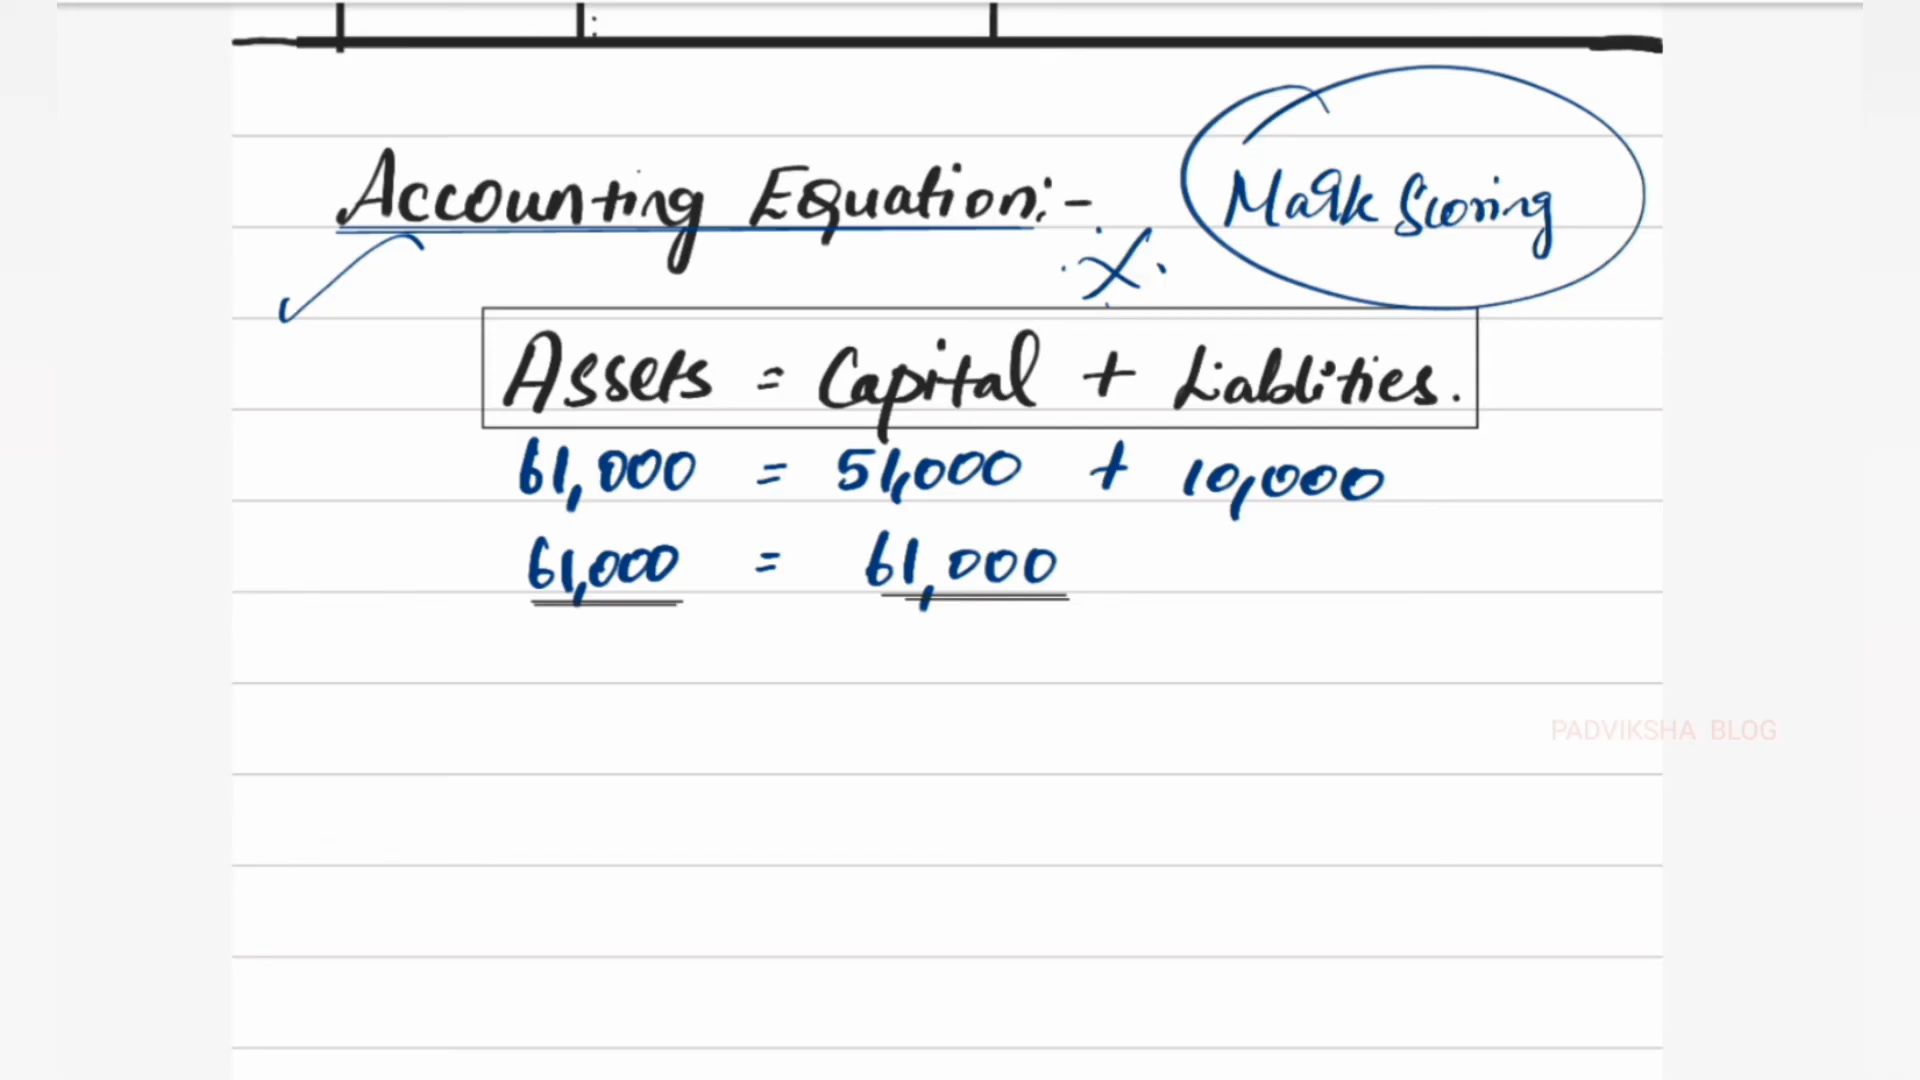 Accounting Equation:-
Mark Scoring
Assets = Capital + Liablities.
61,000 = 51,000 + 10,000
61,000 = 61,000
PADVIKSHA BLOG